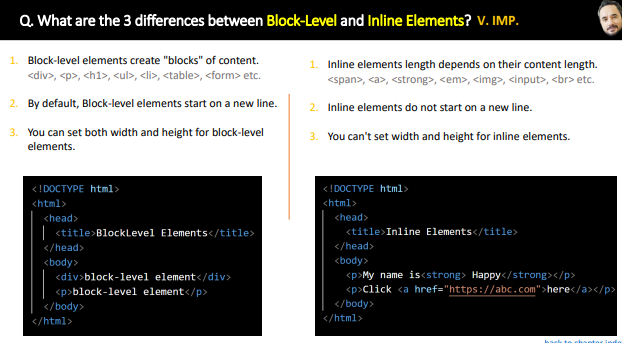 Q. What are the 3 differences between Block-Level and Inline Elements? V. IMP.
1. Block-level elements create "blocks" of content.
<div>, <p>, <h1>, <ul>, <li>, <table>, <form> etc.
2. By default, Block-level elements start on a new line.
3. You can set both width and height for block-level
elements.
<!DOCTYPE html>
<html>
<head>
<title>BlockLevel Elements</title>
</head>
<body>
<div>block-level element</div>
<p>block-level element</p>
</body>
</html>
1. Inline elements length depends on their content length.
<span>, <a>, <strong>, <em>, <img>, <input>, <br> etc.
2. Inline elements do not start on a new line.
3. You can't set width and height for inline elements.
<!DOCTYPE html>
<html>
<head>
<title>Inline Elements</title>
</head>
<body>
<p>My name is<strong> Happy</strong></p>
<p>Click <a href="https://abc.com">here</a></p>
</body>
</html>
back to chapter inde